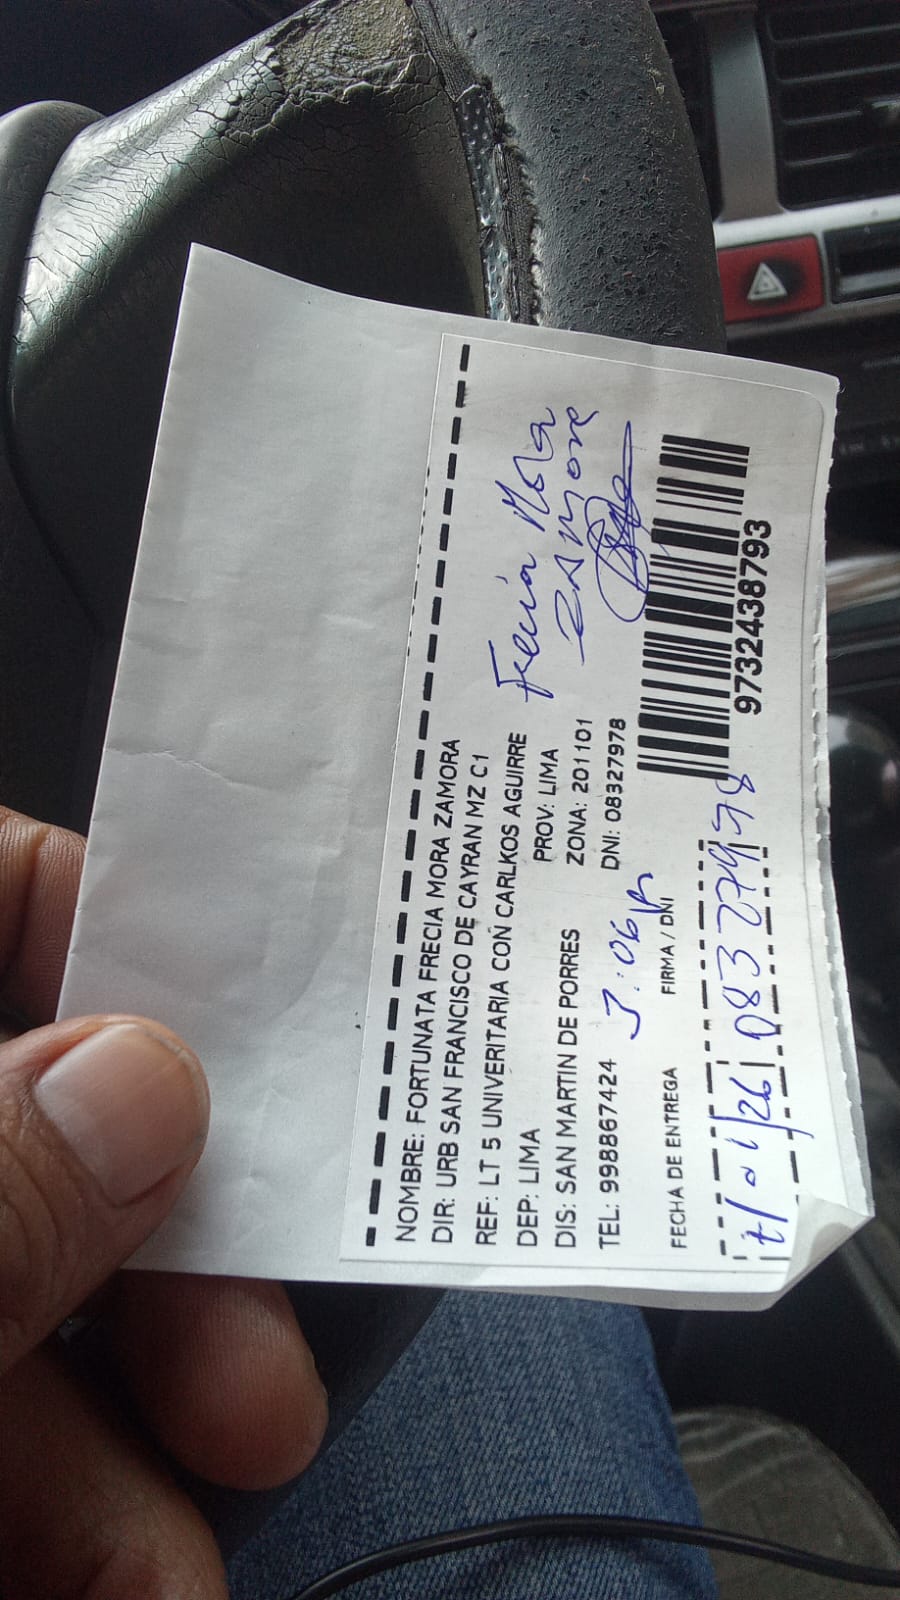 NOMBRE: FORTUNATA FRECIA MORA ZAMORA
DIR: URB SAN FRANCISCO DE CAYRAN MZ C1
REF: LT 5 UNIVERITARIA CON CARLKOS AGUIRRE
DEP: LIMA PROV: LIMA
DIS: SAN MARTIN DE PORRES ZONA: 201101
TEL: 998867424 DNI: 08327978
Frecia Mora
ZAMORA
FECHA DE ENTREGA FIRMA / DNI
/26 08327978
9732438793